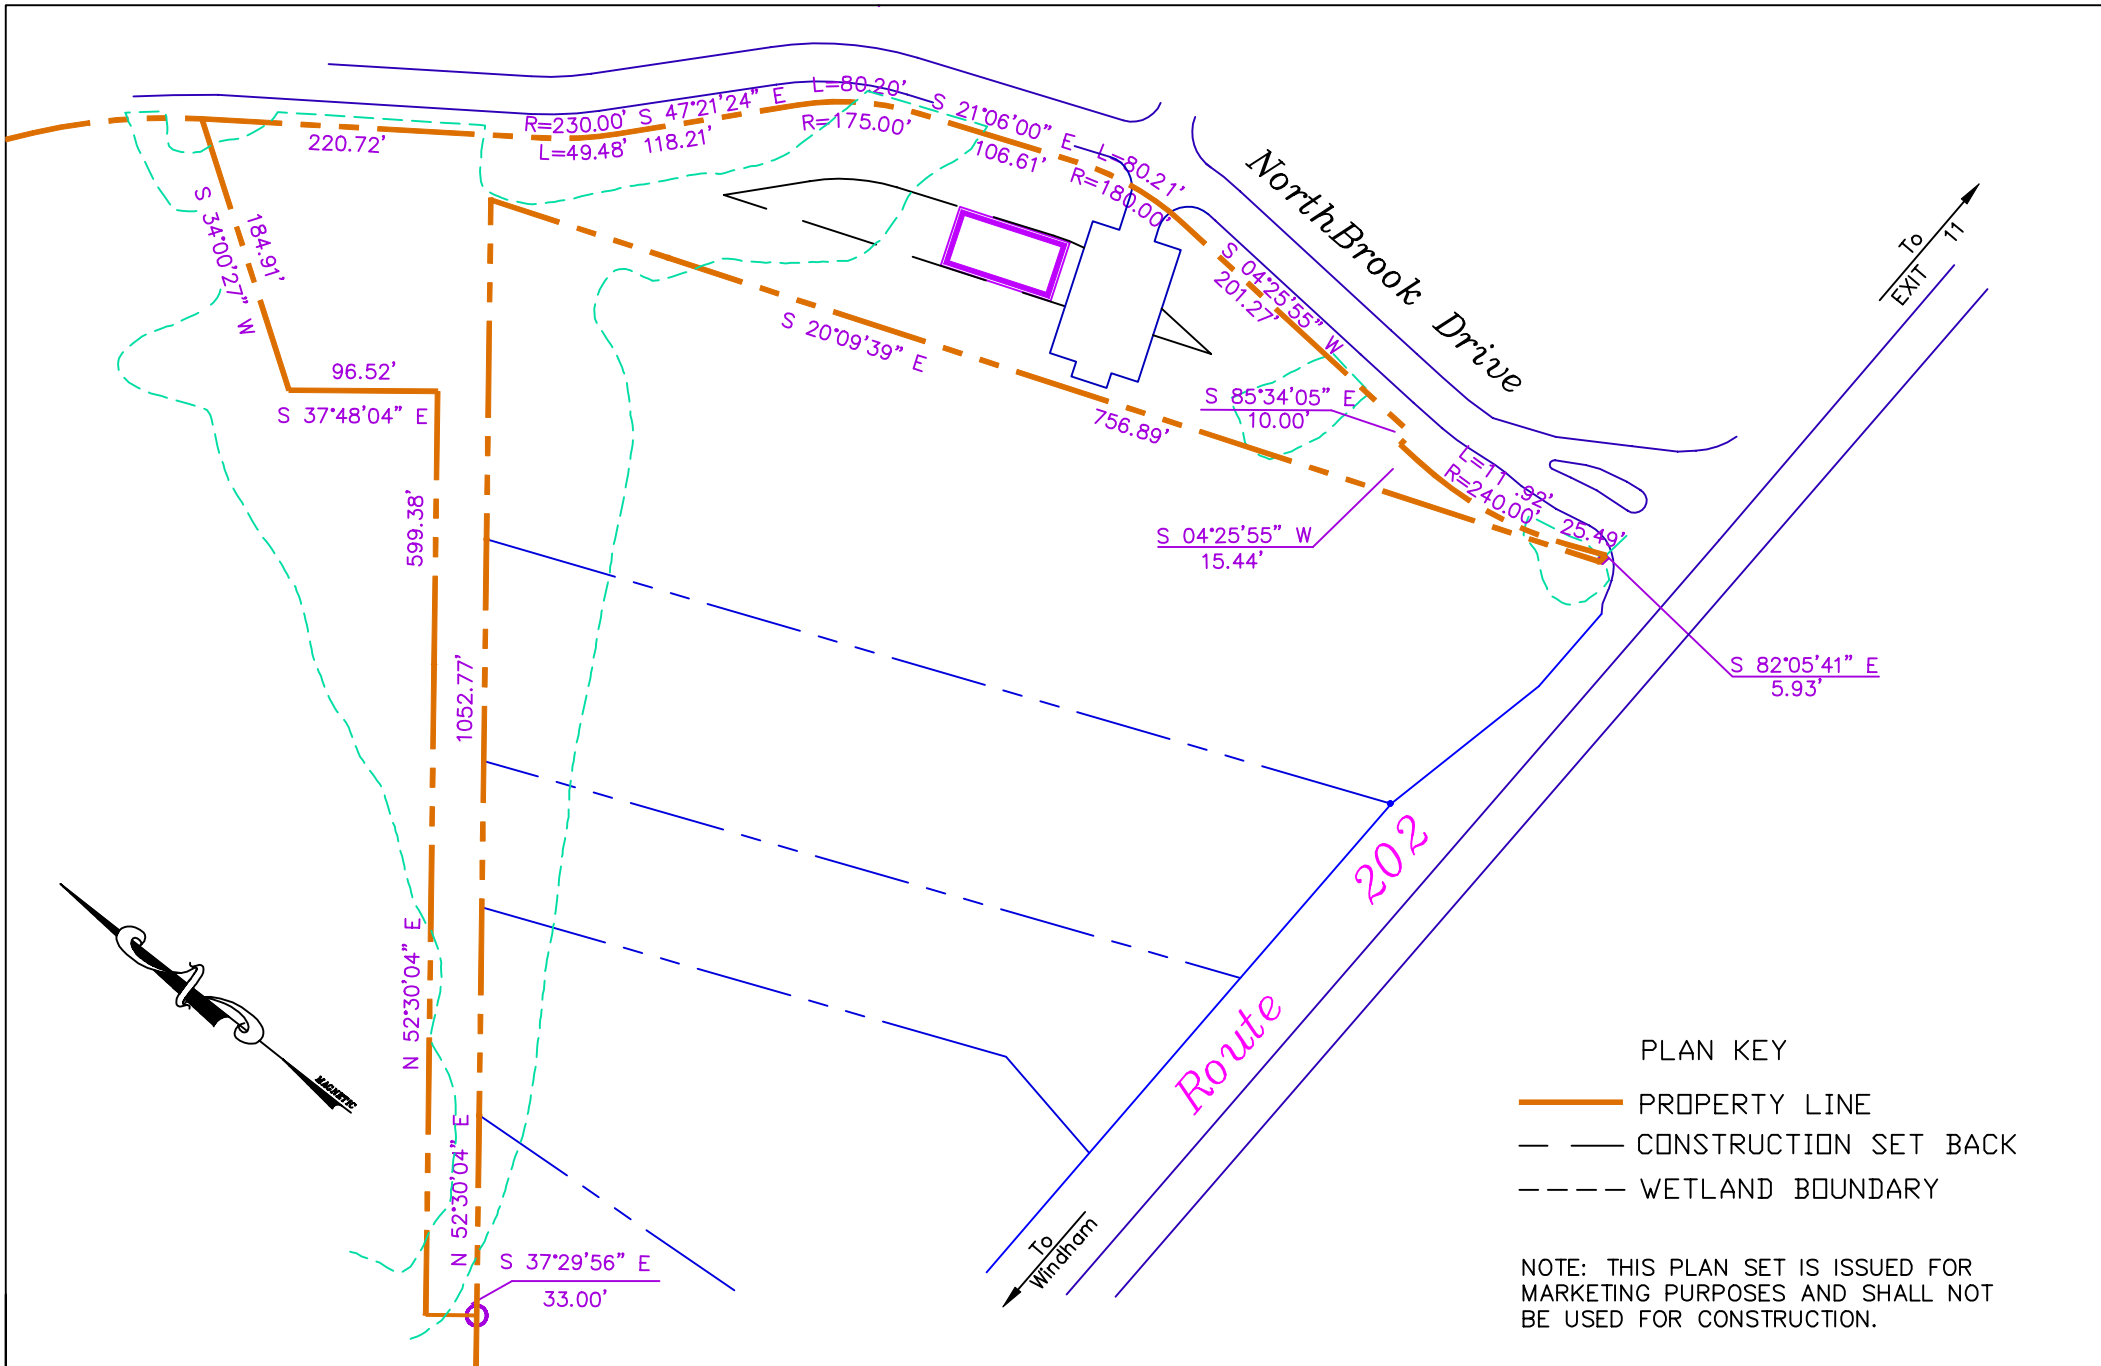 L=80.20'
R=230.00' S 47°21'24" E
220.72'
L=49.48' 118.21'
R=175.00'
S 21°06'00" E
106.61'
L=80.21'
R=180.00'
NorthBrook Drive
To
EXIT 11
S 34°00'27" W
184.91'
S 04°25'55" W
201.27'
S 20°09'39" E
756.89'
96.52'
S 37°48'04" E
S 85°34'05" E
10.00'
L=11 .92'
R=240.00'
25.49'
S 04°25'55" W
15.44'
599.38'
1052.77'
S 82°05'41" E
5.93'
Route 202
N 52°30'04" E
N 52°30'04" E
MAGNETIC
S 37°29'56" E
33.00'
To
Windham
PLAN KEY
PROPERTY LINE
CONSTRUCTION SET BACK
WETLAND BOUNDARY
NOTE: THIS PLAN SET IS ISSUED FOR
MARKETING PURPOSES AND SHALL NOT
BE USED FOR CONSTRUCTION.